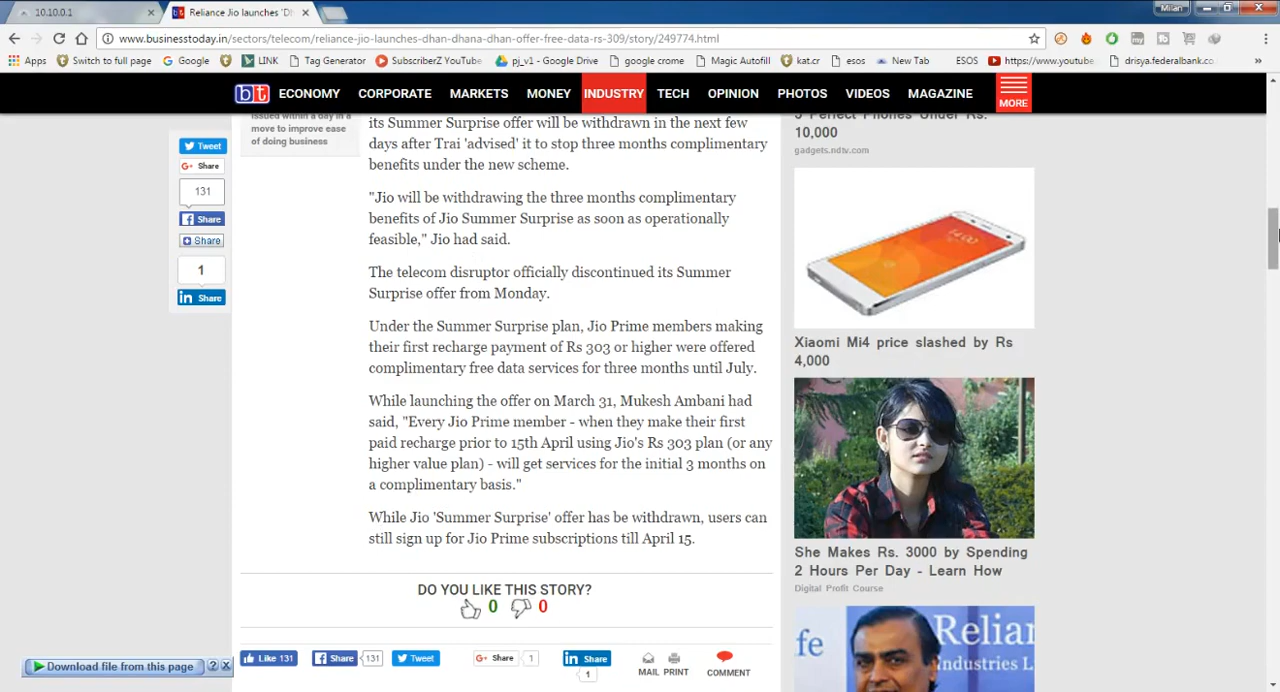 10.10.0.1
Reliance Jio launches 'Dh
Milan
www.businesstoday.in/sectors/telecom/reliance-jio-launches-dhan-dhana-dhan-offer-free-data-rs-309/story/249774.html
Apps Switch to full page Google LINK Tag Generator SubscriberZ YouTube pj_v1 - Google Drive google crome Magic Autofill kat.cr esos New Tab ESOS https://www.youtube drisya.federalbank.co
bt ECONOMY CORPORATE MARKETS MONEY INDUSTRY TECH OPINION PHOTOS VIDEOS MAGAZINE MORE
issued within a day in a
move to improve ease
of doing business
Tweet
Share
131
Share
Share
1
in Share
its Summer Surprise offer will be withdrawn in the next few
days after Trai 'advised' it to stop three months complimentary
benefits under the new scheme.
"Jio will be withdrawing the three months complimentary
benefits of Jio Summer Surprise as soon as operationally
feasible," Jio had said.
The telecom disruptor officially discontinued its Summer
Surprise offer from Monday.
Under the Summer Surprise plan, Jio Prime members making
their first recharge payment of Rs 303 or higher were offered
complimentary free data services for three months until July.
While launching the offer on March 31, Mukesh Ambani had
said, "Every Jio Prime member - when they make their first
paid recharge prior to 15th April using Jio's Rs 303 plan (or any
higher value plan) - will get services for the initial 3 months on
a complimentary basis."
While Jio 'Summer Surprise' offer has be withdrawn, users can
still sign up for Jio Prime subscriptions till April 15.
DO YOU LIKE THIS STORY?
0 0
Like 131 Share 131 Tweet G+ Share 1 in Share
1
MAIL PRINT COMMENT
5 Perfect Phones Under Rs.
10,000
gadgets.ndtv.com
14:00
Xiaomi Mi4 price slashed by Rs
4,000
She Makes Rs. 3000 by Spending
2 Hours Per Day - Learn How
Digital Profit Course
fe Relian
Industries L
Download file from this page ? x